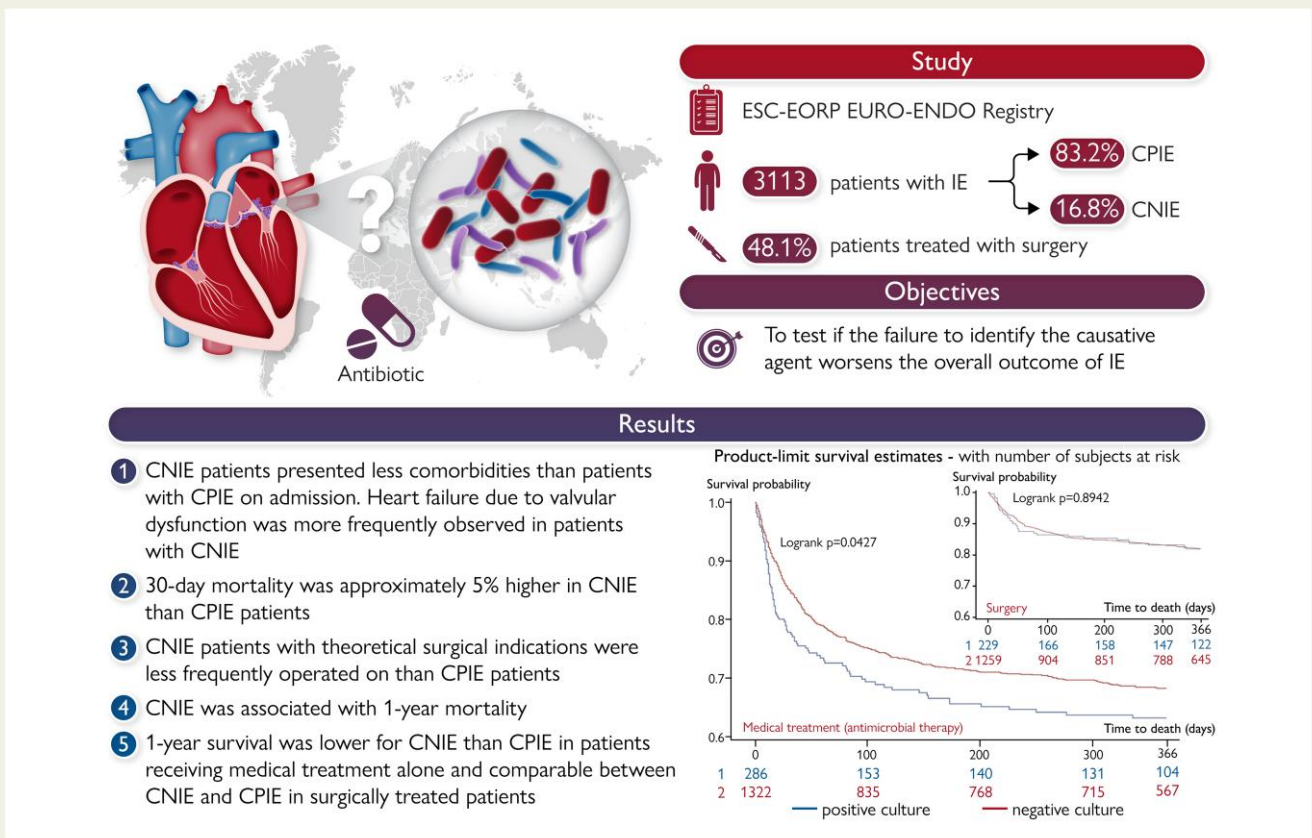 Study
ESC-EORP EURO-ENDO Registry
3113 patients with IE
83.2% CPIE
16.8% CNIE
48.1% patients treated with surgery
Objectives
To test if the failure to identify the causative
agent worsens the overall outcome of IE
?
Antibiotic
Results
1 CNIE patients presented less comorbidities than patients
with CPIE on admission. Heart failure due to valvular
dysfunction was more frequently observed in patients
with CNIE
2 30-day mortality was approximately 5% higher in CNIE
than CPIE patients
3 CNIE patients with theoretical surgical indications were
less frequently operated on than CPIE patients
4 CNIE was associated with 1-year mortality
5 1-year survival was lower for CNIE than CPIE in patients
receiving medical treatment alone and comparable between
CNIE and CPIE in surgically treated patients
Product-limit survival estimates - with number of subjects at risk
Survival probability
1.0
0.9
0.8
0.7
0.6
Logrank p=0.0427
Medical treatment (antimicrobial therapy)
Time to death (days)
0 100 200 300 366
1 286 153 140 131 104
2 1322 835 768 715 567
Survival probability
1.0
0.9
0.8
0.7
0.6
Logrank p=0.8942
Surgery
Time to death (days)
0 100 200 300 366
1 229 166 158 147 122
2 1259 904 851 788 645
positive culture
negative culture